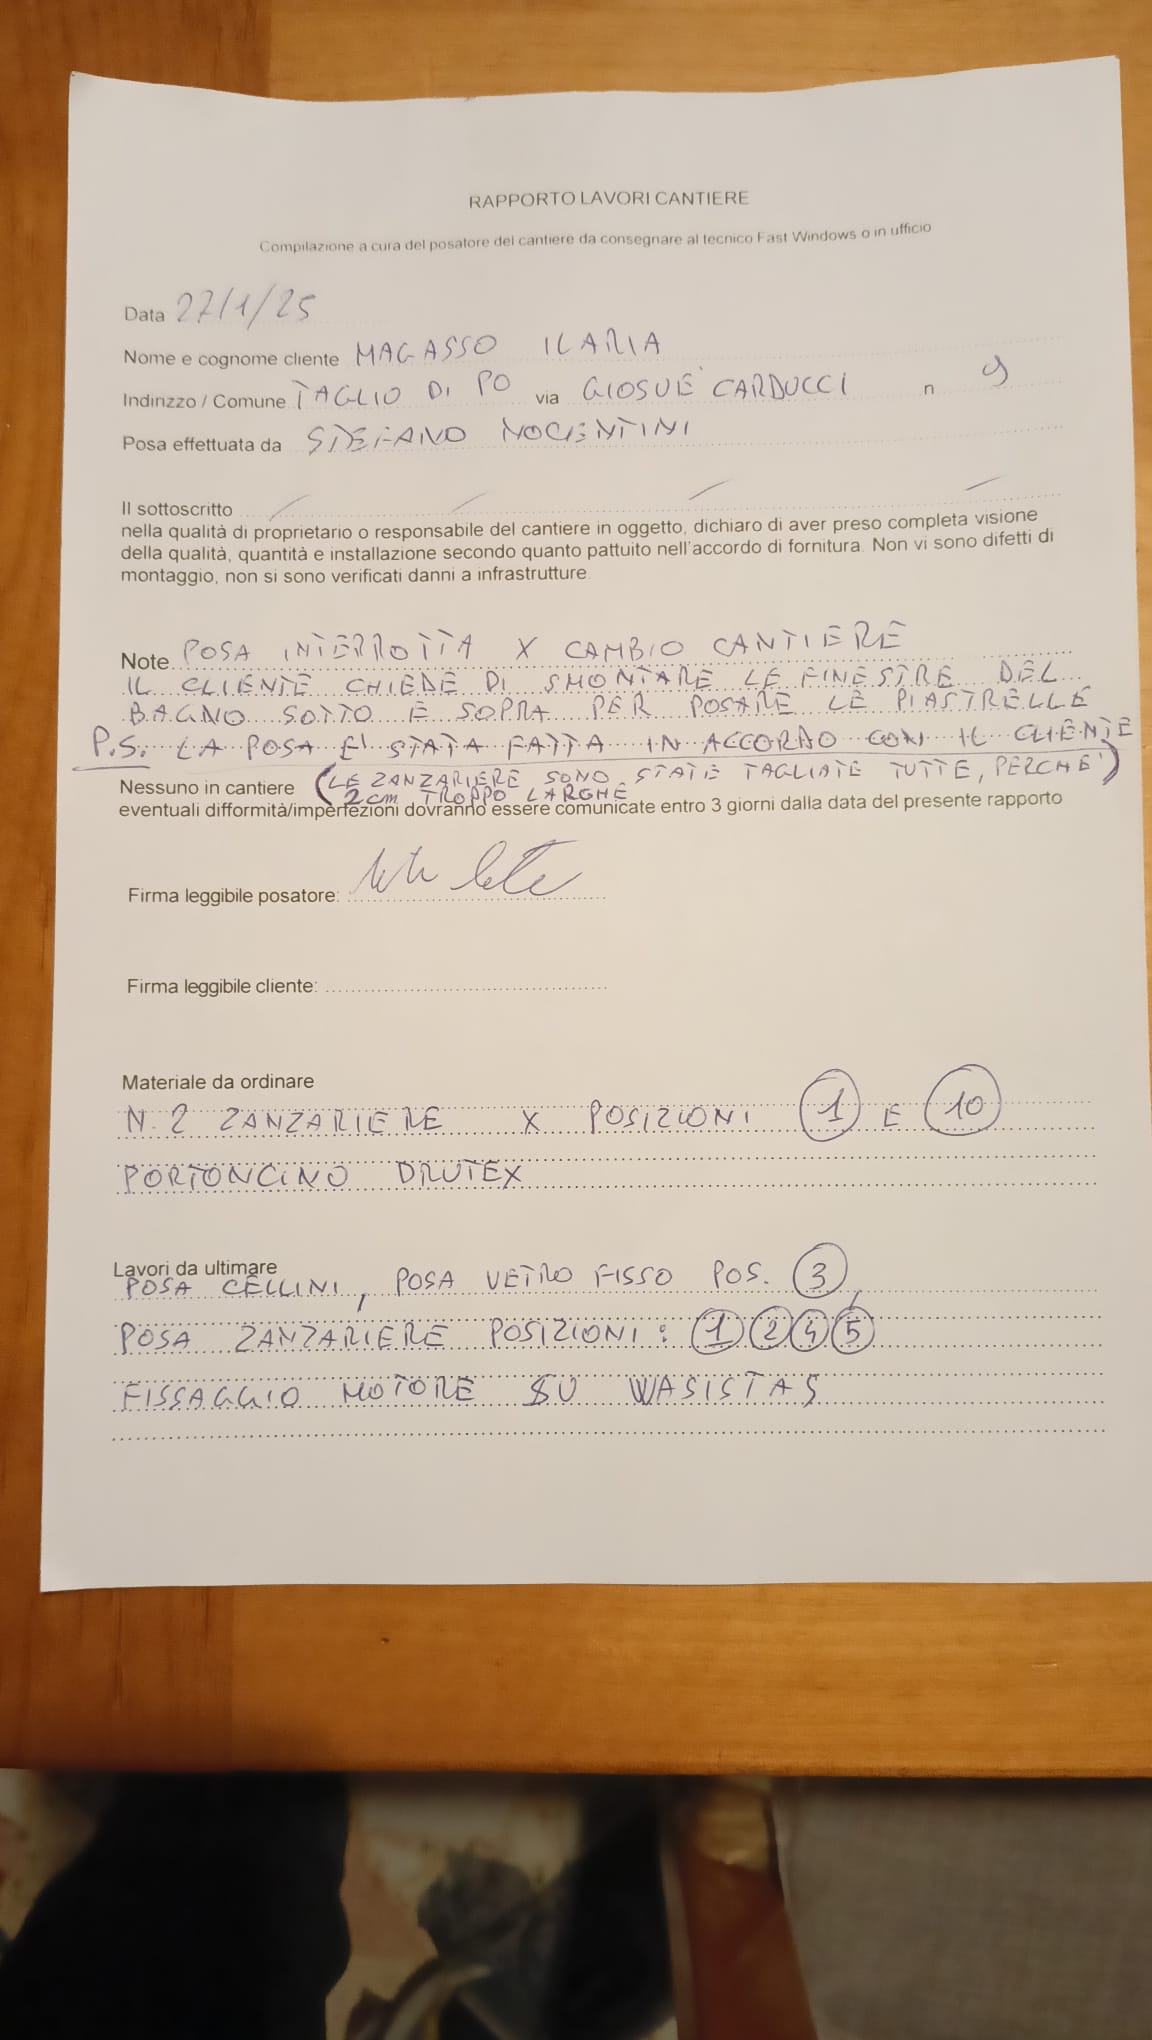 RAPPORTO LAVORI CANTIERE
Compilazione a cura del posatore del cantiere da consegnare al tecnico Fast Windows o in ufficio
Data 27/1/25
Nome e cognome cliente MAGASSO ILARIA
Indirizzo / Comune TAGLIO DI PO via GIOSUE' CARDUCCI n 9
Posa effettuata da STEFANO NOCENTINI
Il sottoscritto
nella qualità di proprietario o responsabile del cantiere in oggetto, dichiaro di aver preso completa visione
della qualità, quantità e installazione secondo quanto pattuito nell'accordo di fornitura. Non vi sono difetti di
montaggio, non si sono verificati danni a infrastrutture.
Note POSA INTERROTTA X CAMBIO CANTIERE
IL CLIENTE CHIEDE DI SMONTARE LE FINESTRE DEL
BAGNO SOTTO E SOPRA PER POSARE LE PIASTRELLE
P.S. LA POSA E' STATA FATTA IN ACCORDO CON IL CLIENTE
Nessuno in cantiere (LE ZANZARIERE SONO STATE TAGLIATE TUTTE, PERCHE'
2cm TROPPO LARGHE)
eventuali difformità/imperfezioni dovranno essere comunicate entro 3 giorni dalla data del presente rapporto
Firma leggibile posatore:
Firma leggibile cliente:
Materiale da ordinare
N. 2 ZANZARIERE X POSIZIONI 1 E 10
PORTONCINO DRUTEX
Lavori da ultimare
POSA CELLINI, POSA VETRO FISSO POS. 3,
POSA ZANZARIERE POSIZIONI: 1 2 4 5
FISSAGGIO MOTORE SU WASISTAS